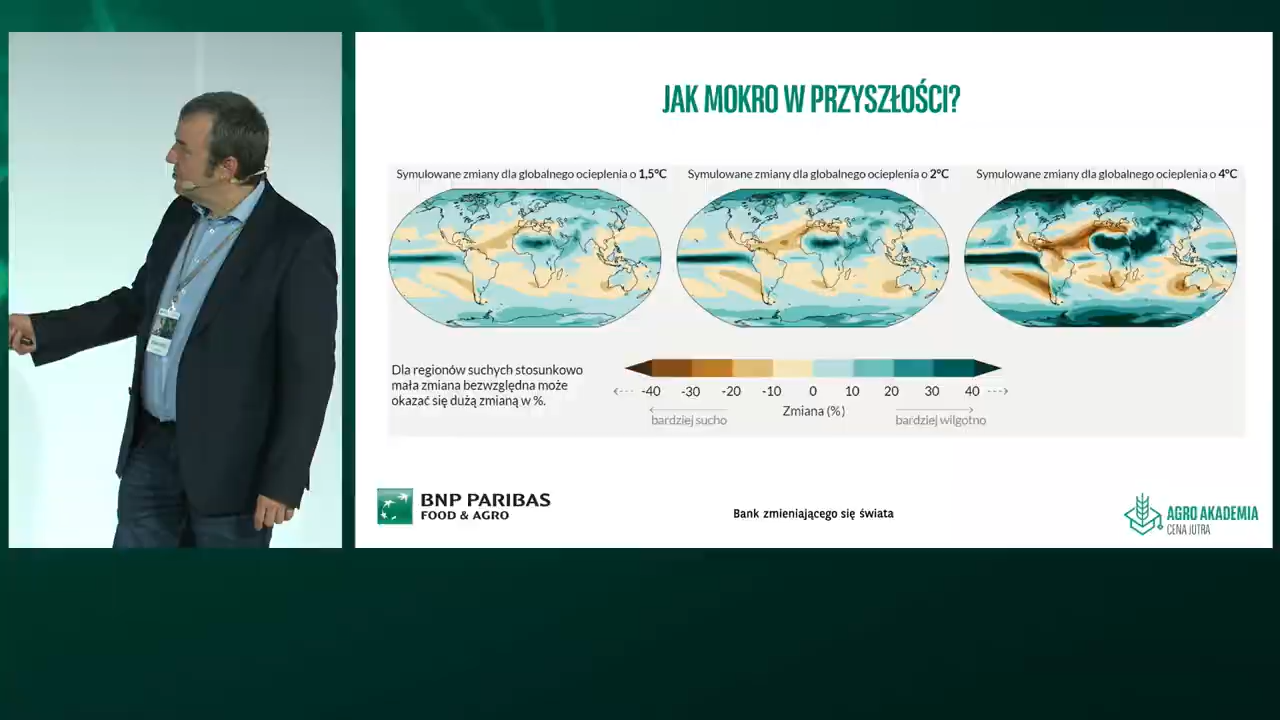 JAK MOKRO W PRZYSZŁOŚCI?
Symulowane zmiany dla globalnego ocieplenia o 1,5°C
Symulowane zmiany dla globalnego ocieplenia o 2°C
Symulowane zmiany dla globalnego ocieplenia o 4°C
Dla regionów suchych stosunkowo
mała zmiana bezwzględna może
okazać się dużą zmianą w %.
-40 -30 -20 -10 0 10 20 30 40
Zmiana (%)
bardziej sucho
bardziej wilgotno
BNP PARIBAS
FOOD & AGRO
Bank zmieniającego się świata
AGRO AKADEMIA
CENA JUTRA